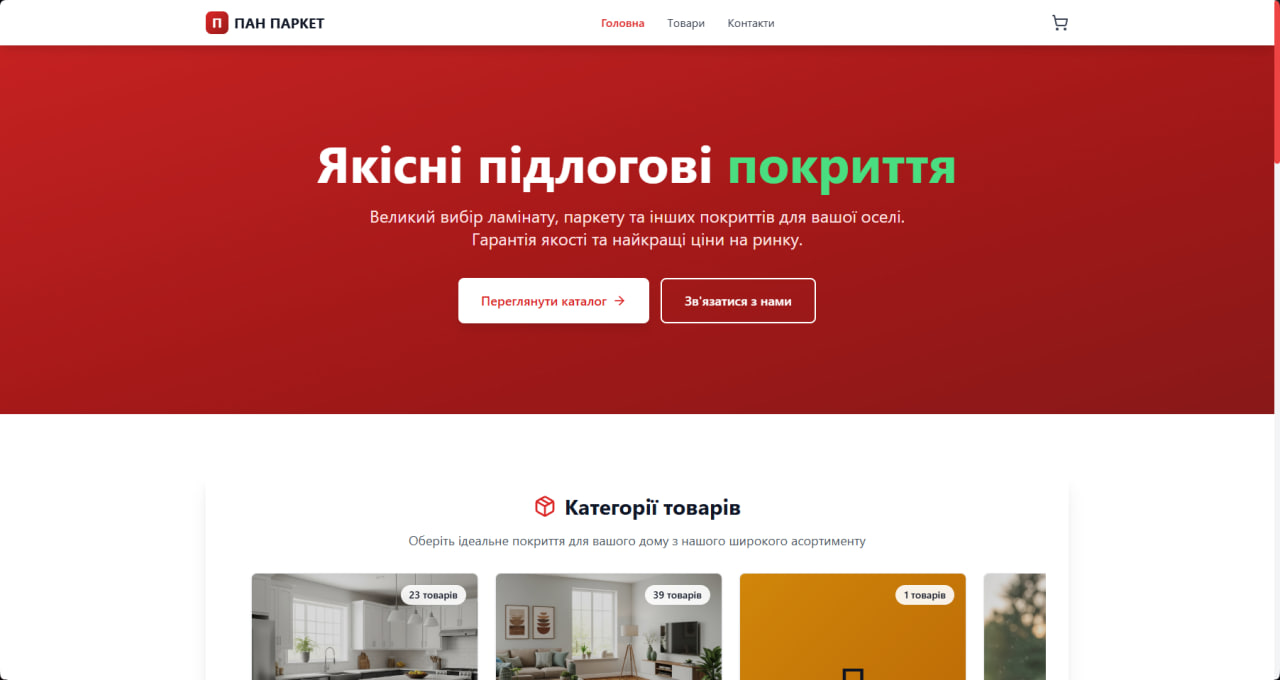 П ПАН ПАРКЕТ
Головна
Товари
Контакти
Якісні підлогові покриття
Великий вибір ламінату, паркету та інших покриттів для вашої оселі.
Гарантія якості та найкращі ціни на ринку.
Переглянути каталог →
Зв'язатися з нами
Категорії товарів
Оберіть ідеальне покриття для вашого дому з нашого широкого асортименту
23 товарів
39 товарів
1 товарів